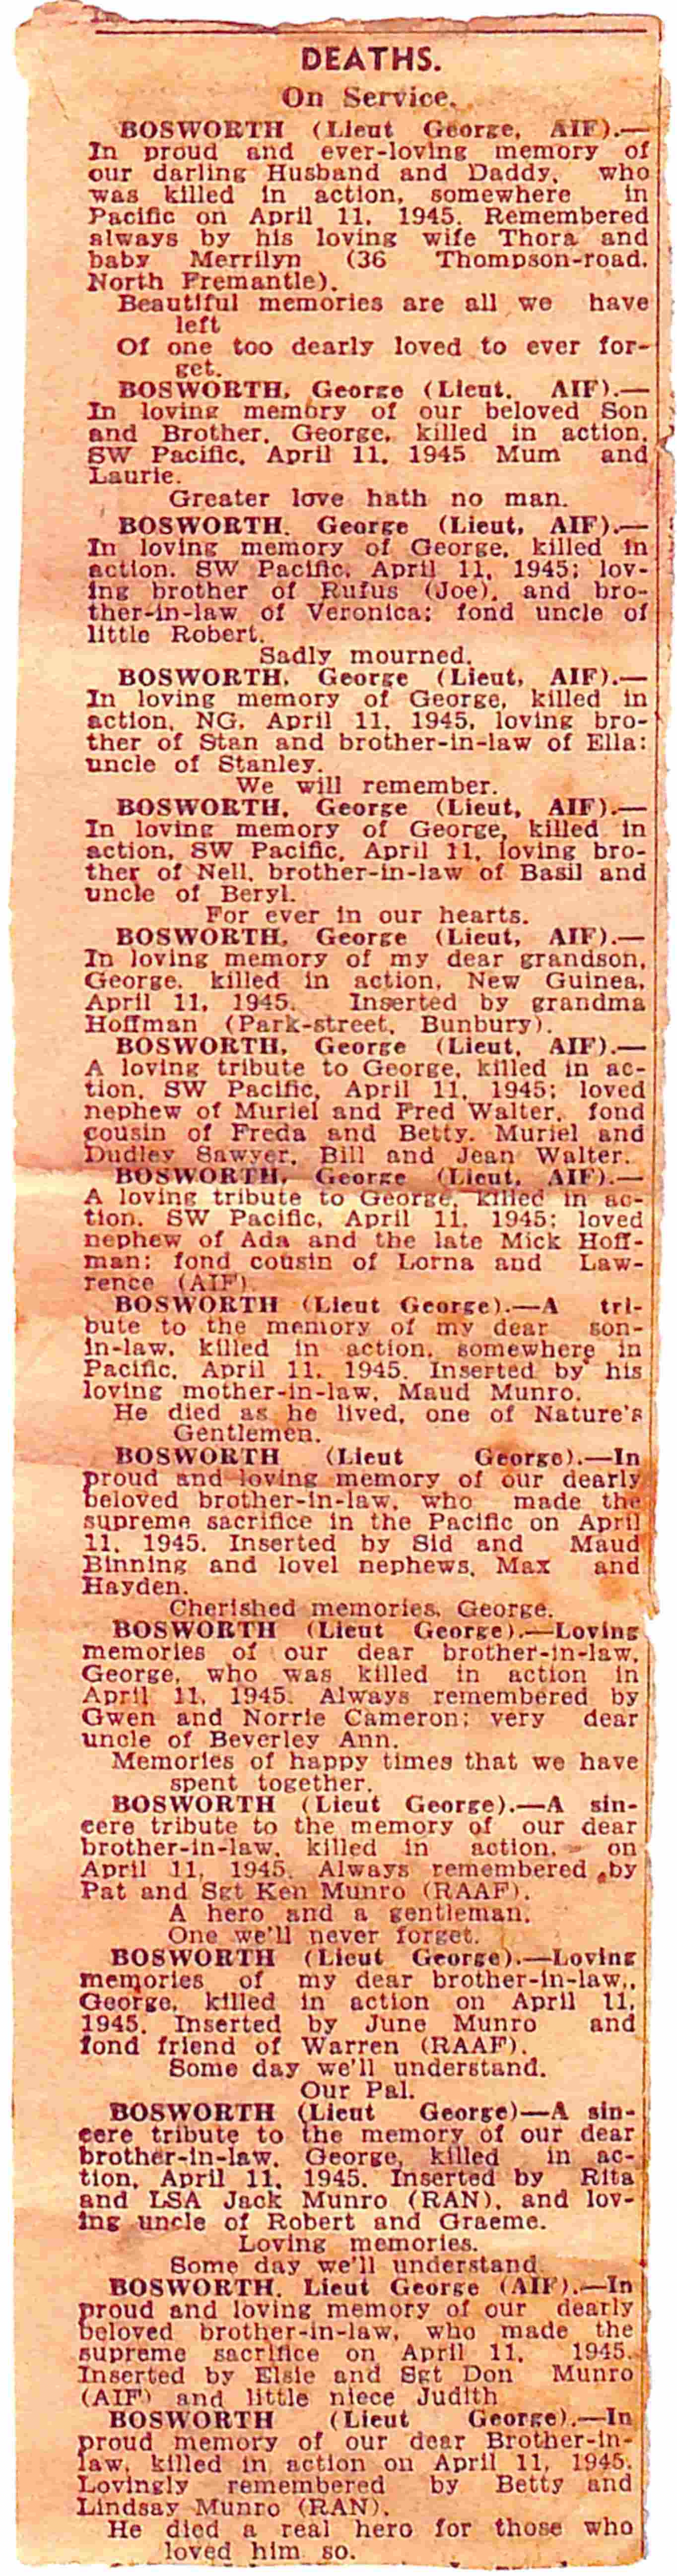 DEATHS.
On Service.
BOSWORTH (Lieut George, AIF).—
In proud and ever-loving memory of
our darling Husband and Daddy, who
was killed in action, somewhere in
Pacific on April 11, 1945. Remembered
always by his loving wife Thora and
baby Merrilyn (36 Thompson-road,
North Fremantle).
Beautiful memories are all we have
left
Of one too dearly loved to ever for-
get.
BOSWORTH, George (Lieut, AIF).—
In loving memory of our beloved Son
and Brother, George, killed in action,
SW Pacific, April 11, 1945 Mum and
Laurie.
Greater love hath no man.
BOSWORTH, George (Lieut, AIF).—
In loving memory of George, killed in
action, SW Pacific, April 11, 1945; lov-
ing brother of Rufus (Joe), and bro-
ther-in-law of Veronica; fond uncle of
little Robert.
Sadly mourned.
BOSWORTH, George (Lieut, AIF).—
In loving memory of George, killed in
action, NG, April 11, 1945, loving bro-
ther of Stan and brother-in-law of Ella;
uncle of Stanley.
We will remember.
BOSWORTH, George (Lieut, AIF).—
In loving memory of George, killed in
action, SW Pacific, April 11, loving bro-
ther of Nell, brother-in-law of Basil and
uncle of Beryl.
For ever in our hearts.
BOSWORTH, George (Lieut, AIF).—
In loving memory of my dear grandson,
George, killed in action, New Guinea,
April 11, 1945. Inserted by grandma
Hoffman (Park-street, Bunbury).
BOSWORTH, George (Lieut, AIF).—
A loving tribute to George, killed in ac-
tion, SW Pacific, April 11, 1945; loved
nephew of Muriel and Fred Walter, fond
cousin of Freda and Betty. Muriel and
Dudley Sawyer, Bill and Jean Walter.
BOSWORTH, George (Lieut, AIF).—
A loving tribute to George, killed in ac-
tion. SW Pacific, April 11, 1945; loved
nephew of Ada and the late Mick Hoff-
man; fond cousin of Lorna and Law-
rence (AIF)
BOSWORTH (Lieut George).—A tri-
bute to the memory of my dear son-
in-law, killed in action, somewhere in
Pacific, April 11, 1945. Inserted by his
loving mother-in-law, Maud Munro.
He died as he lived, one of Nature's
Gentlemen.
BOSWORTH (Lieut George).—In
proud and loving memory of our dearly
beloved brother-in-law, who made the
supreme sacrifice in the Pacific on April
11, 1945. Inserted by Sid and Maud
Binning and lovel nephews, Max and
Hayden.
Cherished memories, George.
BOSWORTH (Lieut George).—Loving
memories of our dear brother-in-law,
George, who was killed in action in
April 11, 1945. Always remembered by
Gwen and Norrie Cameron; very dear
uncle of Beverley Ann.
Memories of happy times that we have
spent together.
BOSWORTH (Lieut George).—A sin-
cere tribute to the memory of our dear
brother-in-law, killed in action, on
April 11, 1945. Always remembered by
Pat and Sgt Ken Munro (RAAF).
A hero and a gentleman,
One we'll never forget.
BOSWORTH (Lieut George).—Loving
memories of my dear brother-in-law,,
George, killed in action on April 11,
1945. Inserted by June Munro and
fond friend of Warren (RAAF).
Some day we'll understand.
Our Pal.
BOSWORTH (Lieut George)—A sin-
cere tribute to the memory of our dear
brother-in-law, George, killed in ac-
tion, April 11, 1945. Inserted by Rita
and LSA Jack Munro (RAN), and lov-
ing uncle of Robert and Graeme.
Loving memories.
Some day we'll understand
BOSWORTH, Lieut George (AIF).—In
proud and loving memory of our dearly
beloved brother-in-law, who made the
supreme sacrifice on April 11, 1945.
Inserted by Elsie and Sgt Don Munro
(AIF) and little niece Judith
BOSWORTH (Lieut George).—In
proud memory of our dear Brother-in-
law, killed in action on April 11, 1945.
Lovingly remembered by Betty and
Lindsay Munro (RAN).
He died a real hero for those who
loved him so.